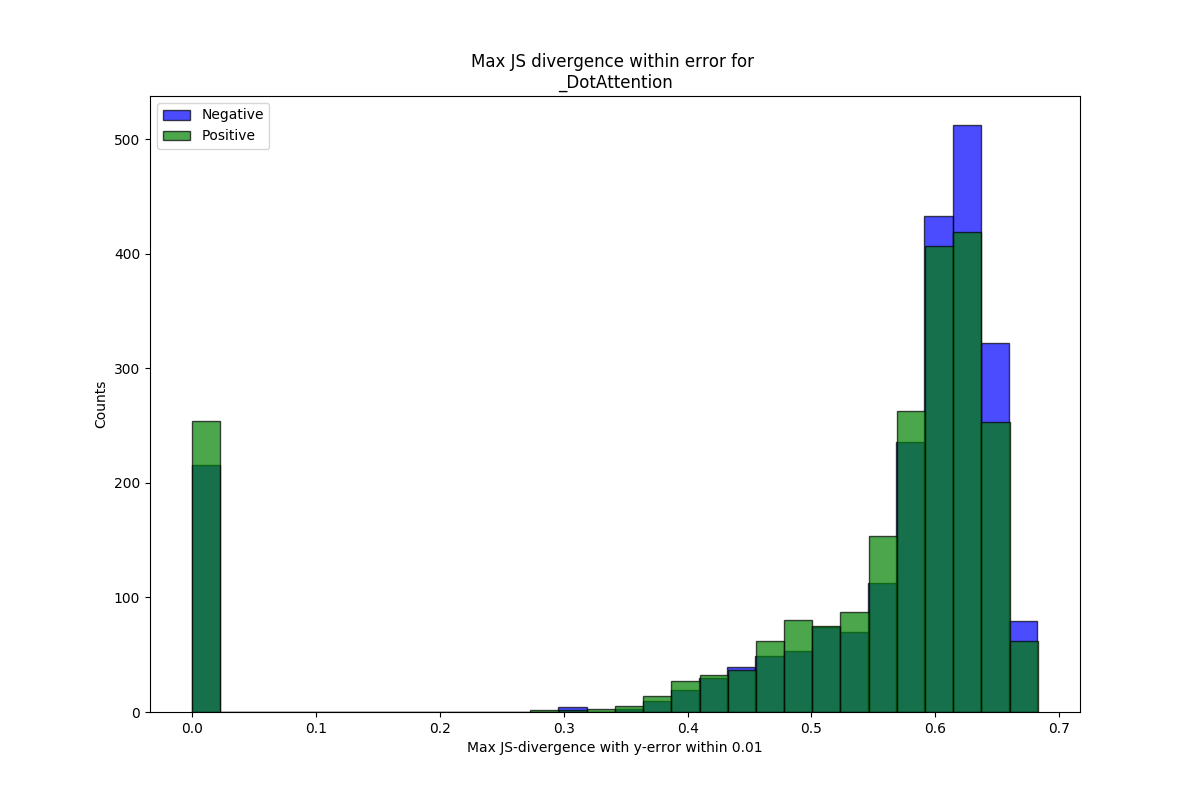 Max JS divergence within error for
_DotAttention
Negative
Positive
500
400
300
200
100
0
Counts
0.0 0.1 0.2 0.3 0.4 0.5 0.6 0.7
Max JS-divergence with y-error within 0.01